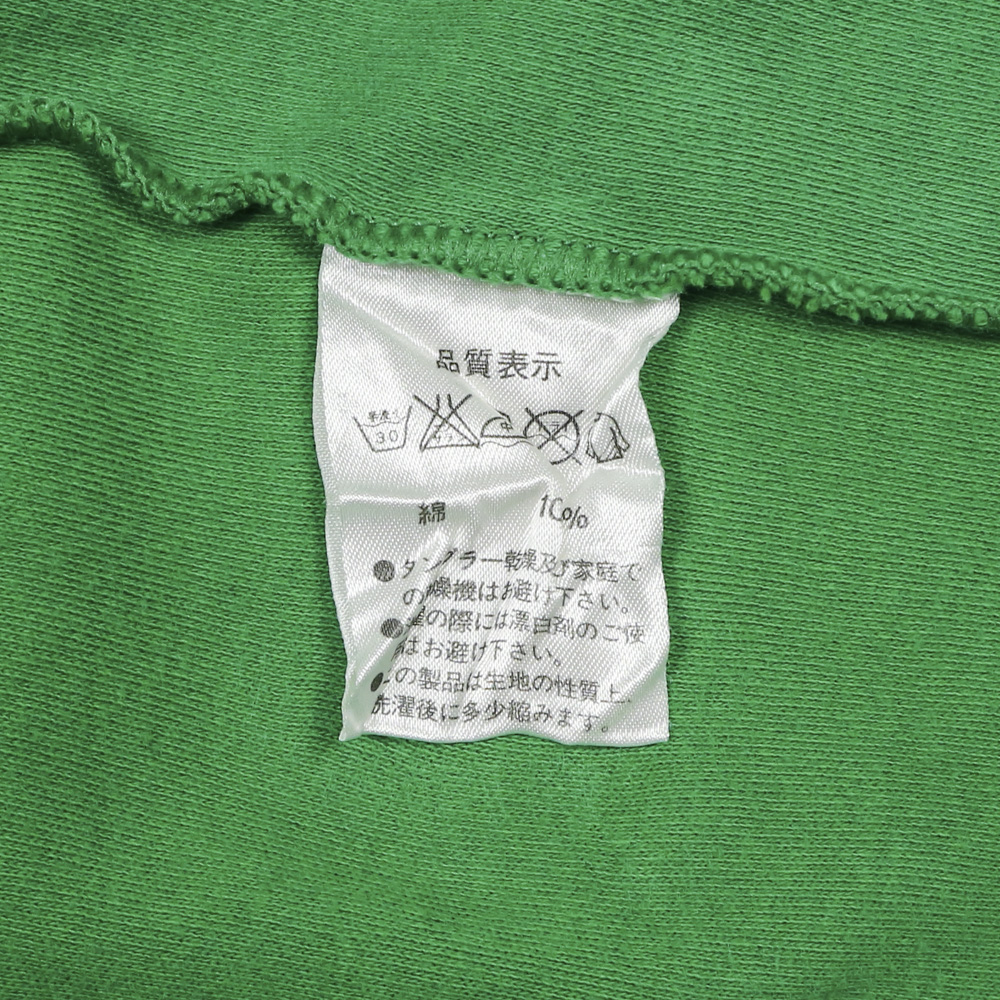 品質表示
30
綿 100%
●タンブラー乾燥及び家庭で
の 燥機はお避け下さい。
の際には漂白剤のご使
はお避け下さい。
の製品は生地の性質上、
洗濯後に多少縮みます。